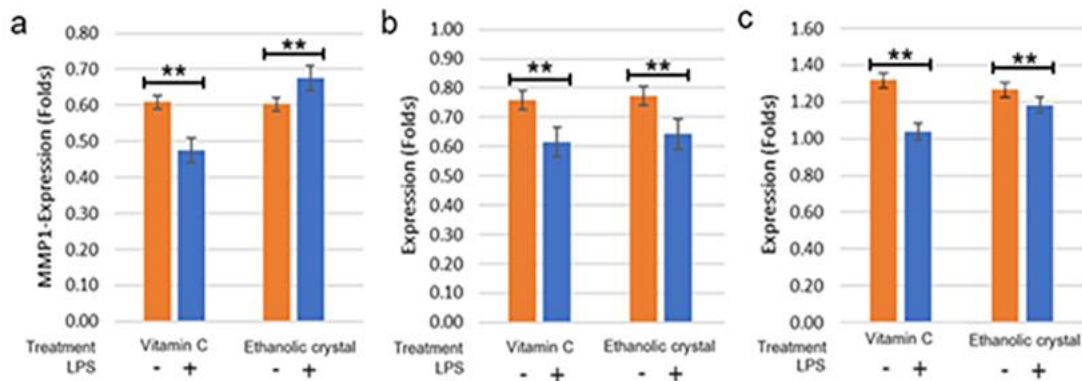 a
MMP1-Expression (Folds)
0.80
0.70
0.60
0.50
0.40
0.30
0.20
0.10
0.00
**
**
Treatment
Vitamin C
Ethanolic crystal
LPS
-
+
-
+
b
Expression (Folds)
1.00
0.90
0.80
0.70
0.60
0.50
0.40
0.30
0.20
0.10
0.00
**
**
Treatment
Vitamin C
Ethanolic crystal
LPS
-
+
-
+
c
Expression (Folds)
1.60
1.40
1.20
1.00
0.80
0.60
0.40
0.20
0.00
**
**
Treatment
Vitamin C
Ethanolic crystal
LPS
-
+
-
+